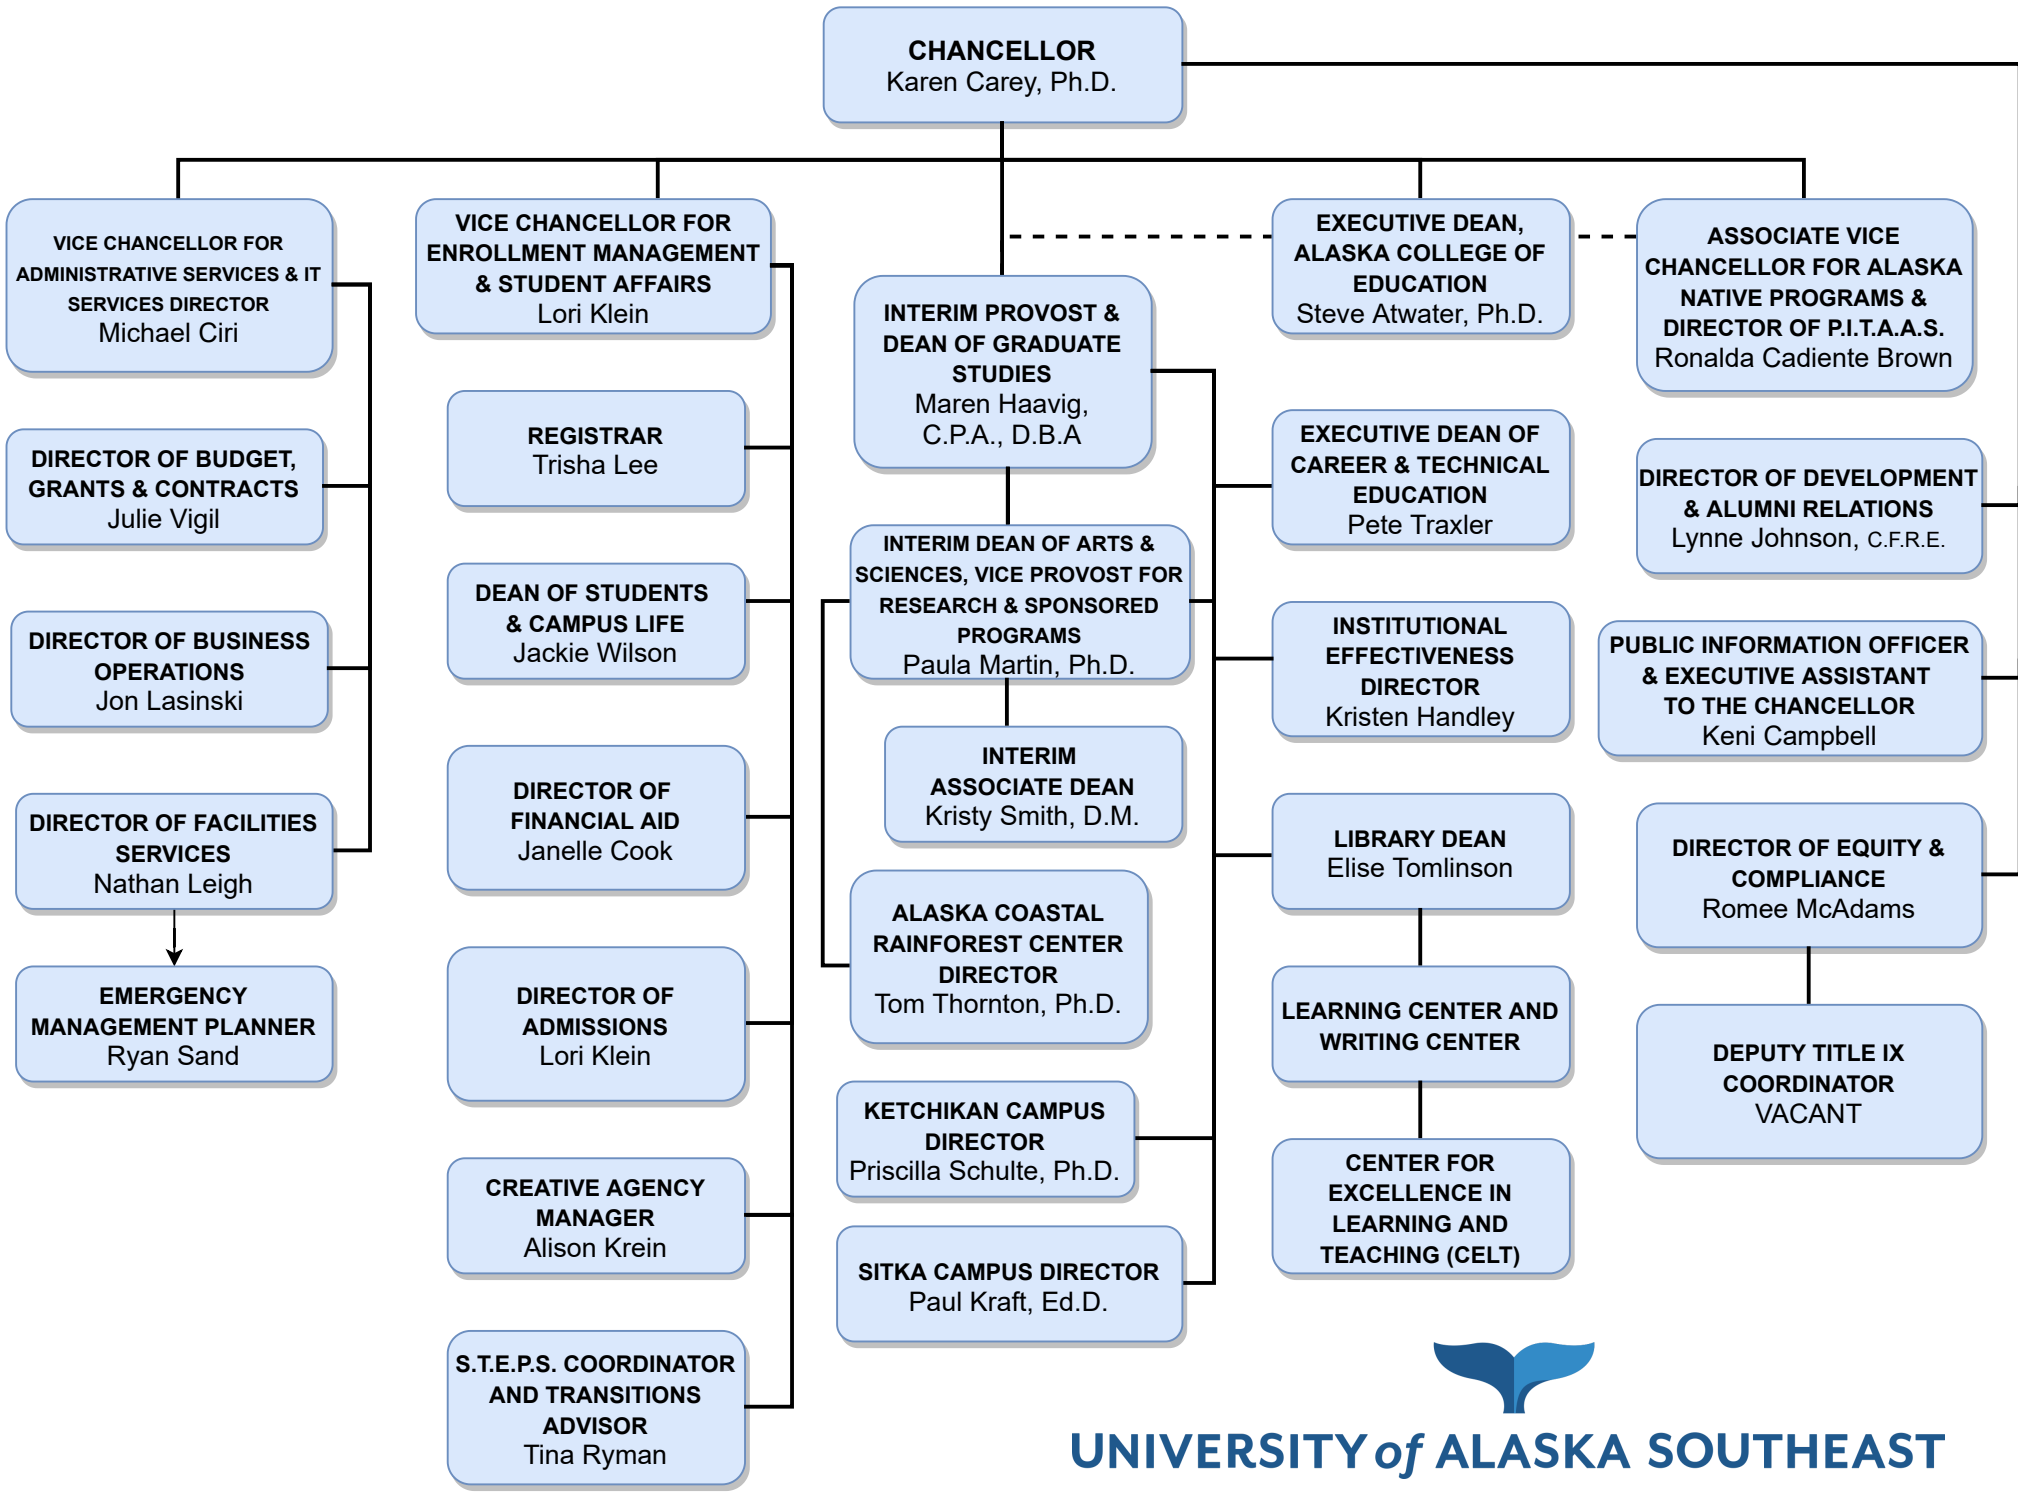 CHANCELLOR
Karen Carey, Ph.D.
VICE CHANCELLOR FOR
ADMINISTRATIVE SERVICES & IT
SERVICES DIRECTOR
Michael Ciri
DIRECTOR OF BUDGET,
GRANTS & CONTRACTS
Julie Vigil
DIRECTOR OF BUSINESS
OPERATIONS
Jon Lasinski
DIRECTOR OF FACILITIES
SERVICES
Nathan Leigh
EMERGENCY
MANAGEMENT PLANNER
Ryan Sand
VICE CHANCELLOR FOR
ENROLLMENT MANAGEMENT
& STUDENT AFFAIRS
Lori Klein
REGISTRAR
Trisha Lee
DEAN OF STUDENTS
& CAMPUS LIFE
Jackie Wilson
DIRECTOR OF
FINANCIAL AID
Janelle Cook
DIRECTOR OF
ADMISSIONS
Lori Klein
CREATIVE AGENCY
MANAGER
Alison Krein
S.T.E.P.S. COORDINATOR
AND TRANSITIONS
ADVISOR
Tina Ryman
INTERIM PROVOST &
DEAN OF GRADUATE
STUDIES
Maren Haavig,
C.P.A., D.B.A
INTERIM DEAN OF ARTS &
SCIENCES, VICE PROVOST FOR
RESEARCH & SPONSORED
PROGRAMS
Paula Martin, Ph.D.
INTERIM
ASSOCIATE DEAN
Kristy Smith, D.M.
ALASKA COASTAL
RAINFOREST CENTER
DIRECTOR
Tom Thornton, Ph.D.
KETCHIKAN CAMPUS
DIRECTOR
Priscilla Schulte, Ph.D.
SITKA CAMPUS DIRECTOR
Paul Kraft, Ed.D.
EXECUTIVE DEAN,
ALASKA COLLEGE OF
EDUCATION
Steve Atwater, Ph.D.
EXECUTIVE DEAN OF
CAREER & TECHNICAL
EDUCATION
Pete Traxler
INSTITUTIONAL
EFFECTIVENESS
DIRECTOR
Kristen Handley
LIBRARY DEAN
Elise Tomlinson
LEARNING CENTER AND
WRITING CENTER
CENTER FOR
EXCELLENCE IN
LEARNING AND
TEACHING (CELT)
ASSOCIATE VICE
CHANCELLOR FOR ALASKA
NATIVE PROGRAMS &
DIRECTOR OF P.I.T.A.A.S.
Ronalda Cadiente Brown
DIRECTOR OF DEVELOPMENT
& ALUMNI RELATIONS
Lynne Johnson, C.F.R.E.
PUBLIC INFORMATION OFFICER
& EXECUTIVE ASSISTANT
TO THE CHANCELLOR
Keni Campbell
DIRECTOR OF EQUITY &
COMPLIANCE
Romee McAdams
DEPUTY TITLE IX
COORDINATOR
VACANT
UNIVERSITY of ALASKA SOUTHEAST